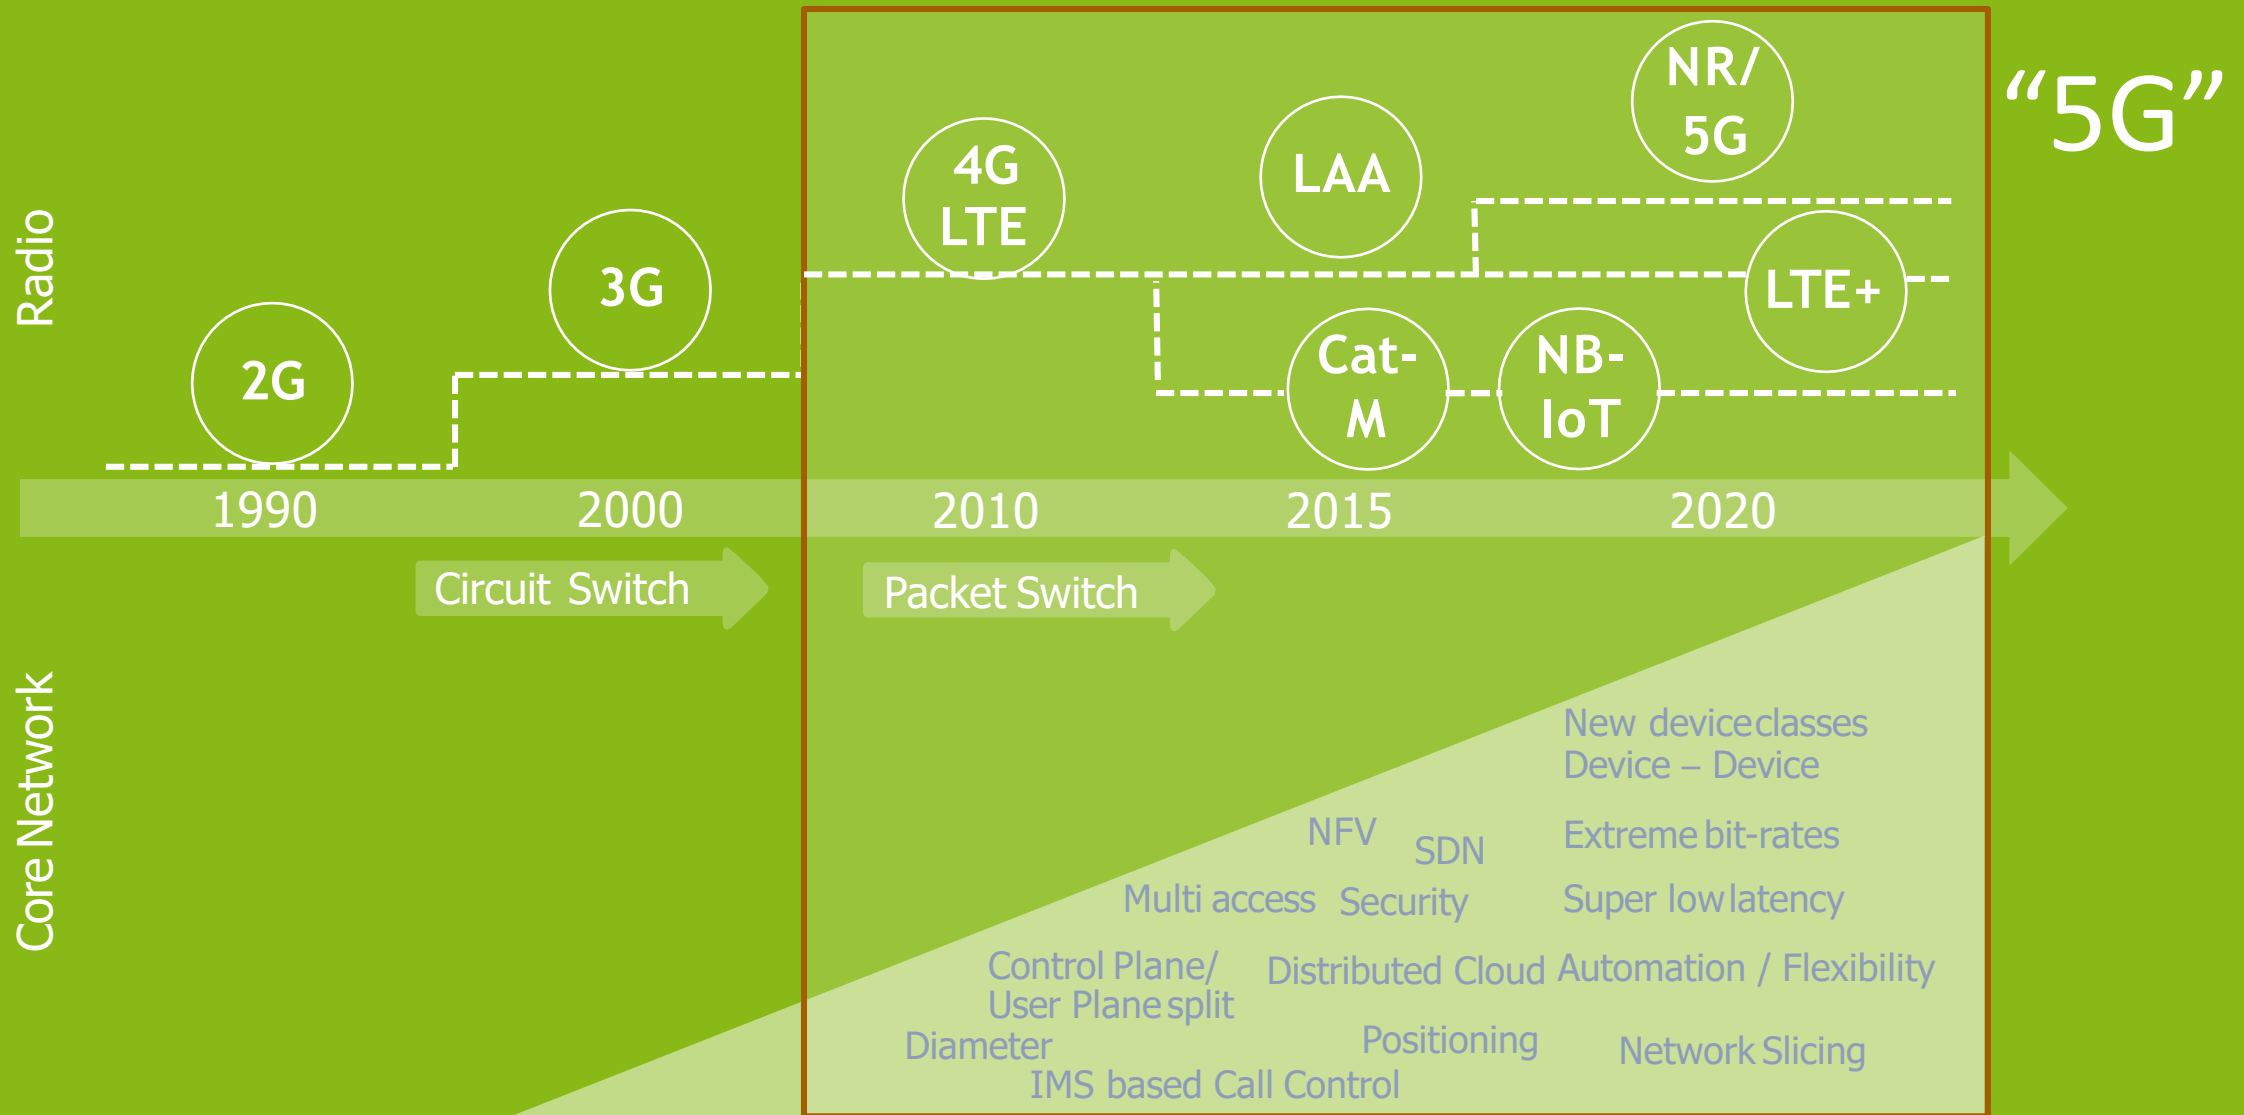 NR/
5G
“5G”
4G
LTE
LAA
3G
LTE+
2G
Cat-
M
NB-
IoT
Radio
1990
2000
2010
2015
2020
Circuit Switch
Packet Switch
Core Network
New device classes
Device – Device
NFV
SDN
Extreme bit-rates
Multi access
Security
Super low latency
Control Plane/
User Plane split
Distributed Cloud
Automation / Flexibility
Diameter
Positioning
Network Slicing
IMS based Call Control